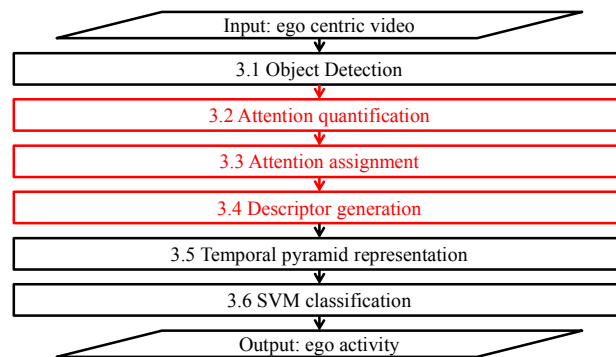 Input: ego centric video
3.1 Object Detection
3.2 Attention quantification
3.3 Attention assignment
3.4 Descriptor generation
3.5 Temporal pyramid representation
3.6 SVM classification
Output: ego activity